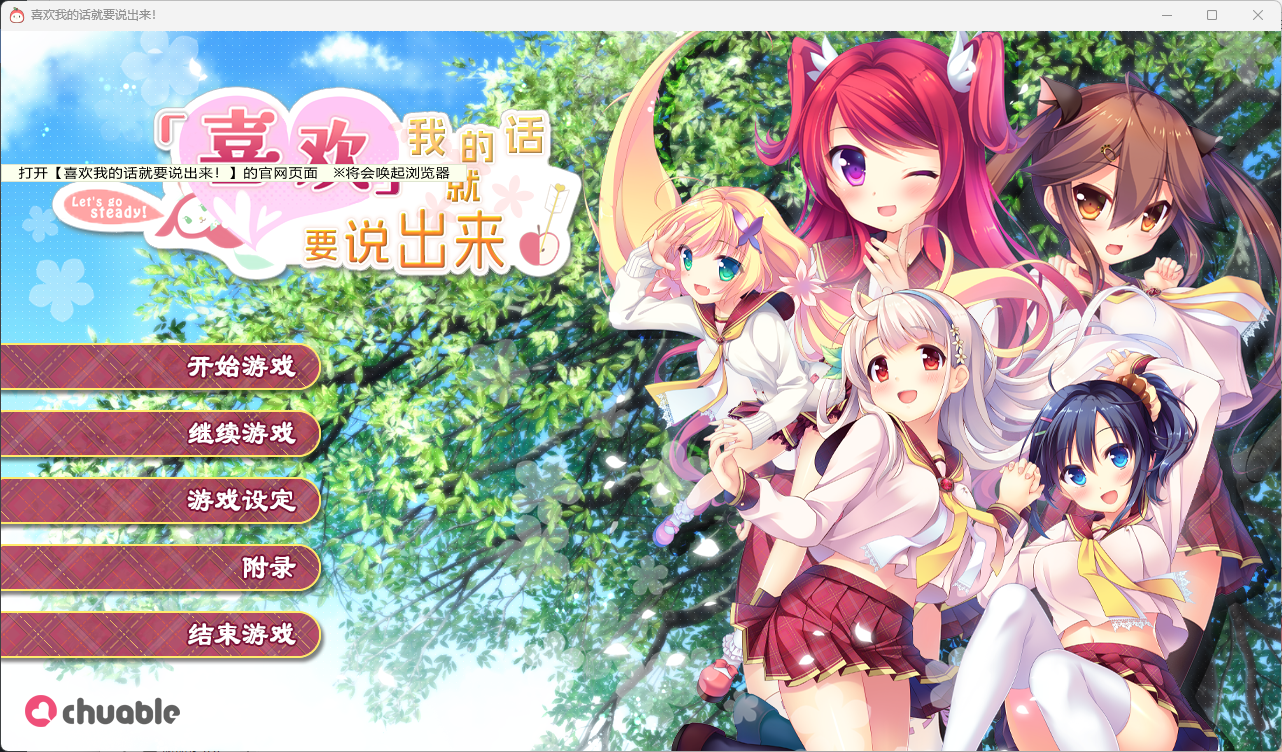 喜欢我的话就要说出来!
「喜欢」我的话
打开【喜欢我的话就要说出来！】的官网页面　※将会唤起浏览器
就
Let's go
steady!
要说出来
开始游戏
继续游戏
游戏设定
附录
结束游戏
chuable